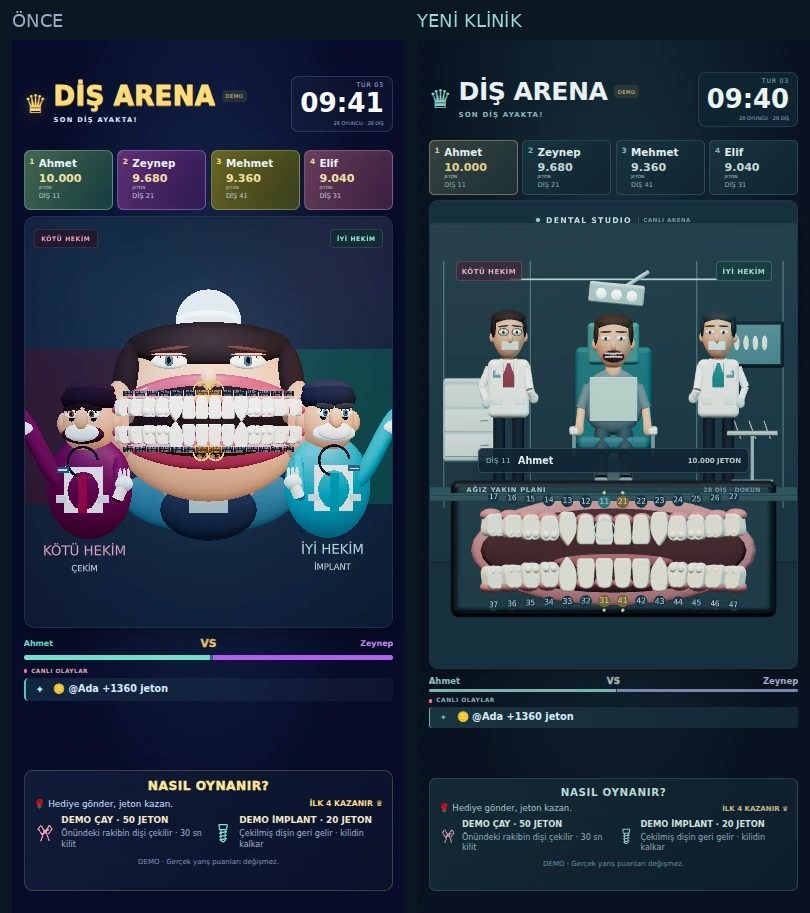 ÖNCE
DİŞ ARENA DEMO
SON DİŞ AYAKTA!
TUR 03
09:41
28 OYUNCU · 28 DİŞ
1 Ahmet
10.000
JETON
DİŞ 11
2 Zeynep
9.680
JETON
DİŞ 21
3 Mehmet
9.360
JETON
DİŞ 41
4 Elif
9.040
JETON
DİŞ 31
KÖTÜ HEKİM
İYİ HEKİM
KÖTÜ HEKİM
ÇEKİM
İYİ HEKİM
İMPLANT
Ahmet VS Zeynep
CANLI OLAYLAR
@Ada +1360 jeton
NASIL OYNANIR?
Hediye gönder, jeton kazan. İLK 4 KAZANIR
DEMO ÇAY · 50 JETON
Önündeki rakibin dişi çekilir · 30 sn
kilit
DEMO İMPLANT · 20 JETON
Çekilmiş dişin geri gelir · kilidin
kalkar
DEMO · Gerçek yarış puanları değişmez.
YENİ KLİNİK
DİŞ ARENA DEMO
SON DİŞ AYAKTA!
TUR 03
09:40
28 OYUNCU · 28 DİŞ
1 Ahmet
10.000
JETON
DİŞ 11
2 Zeynep
9.680
JETON
DİŞ 21
3 Mehmet
9.360
JETON
DİŞ 41
4 Elif
9.040
JETON
DİŞ 31
DENTAL STUDIO | CANLI ARENA
KÖTÜ HEKİM
İYİ HEKİM
DİŞ 11 Ahmet 10.000 JETON
AĞIZ YAKIN PLANI 28 DİŞ · DOKUN
17 16 15 14 13 12 11 21 22 23 24 25 26 27
37 36 35 34 33 32 31 41 42 43 44 45 46 47
Ahmet VS Zeynep
CANLI OLAYLAR
@Ada +1360 jeton
NASIL OYNANIR?
Hediye gönder, jeton kazan. İLK 4 KAZANIR
DEMO ÇAY · 50 JETON
Önündeki rakibin dişi çekilir · 30 sn
kilit
DEMO İMPLANT · 20 JETON
Çekilmiş dişin geri gelir · kilidin
kalkar
DEMO · Gerçek yarış puanları değişmez.